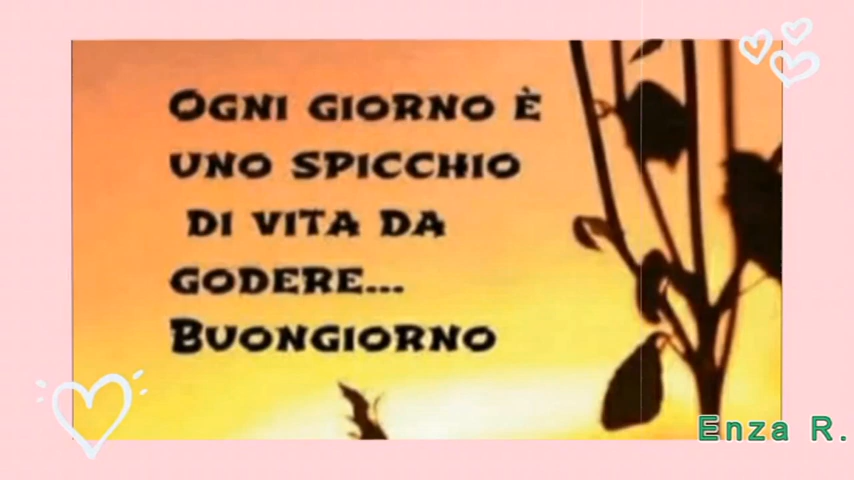 OGNI GIORNO È
UNO SPICCHIO
DI VITA DA
GODERE...
BUONGIORNO
Enza R.